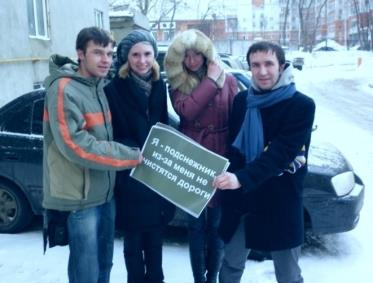 Я - подснежник,
из-за меня не
чистятся дороги